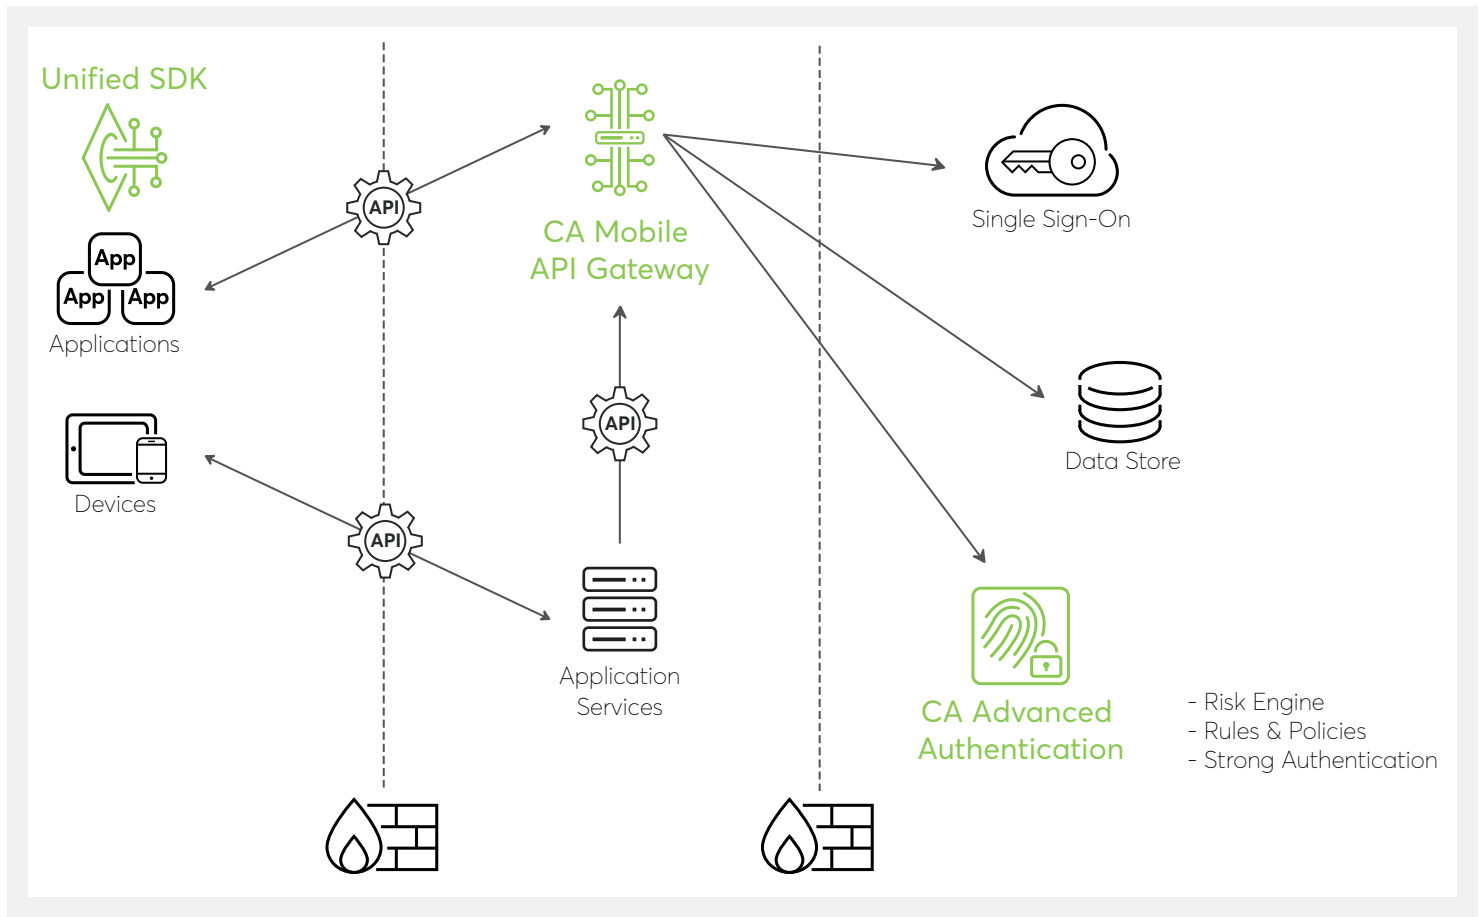 Unified SDK
App
App
App
Applications
Devices
API
API
CA Mobile
API Gateway
API
Application
Services
Single Sign-On
Data Store
CA Advanced
Authentication
- Risk Engine
- Rules & Policies
- Strong Authentication